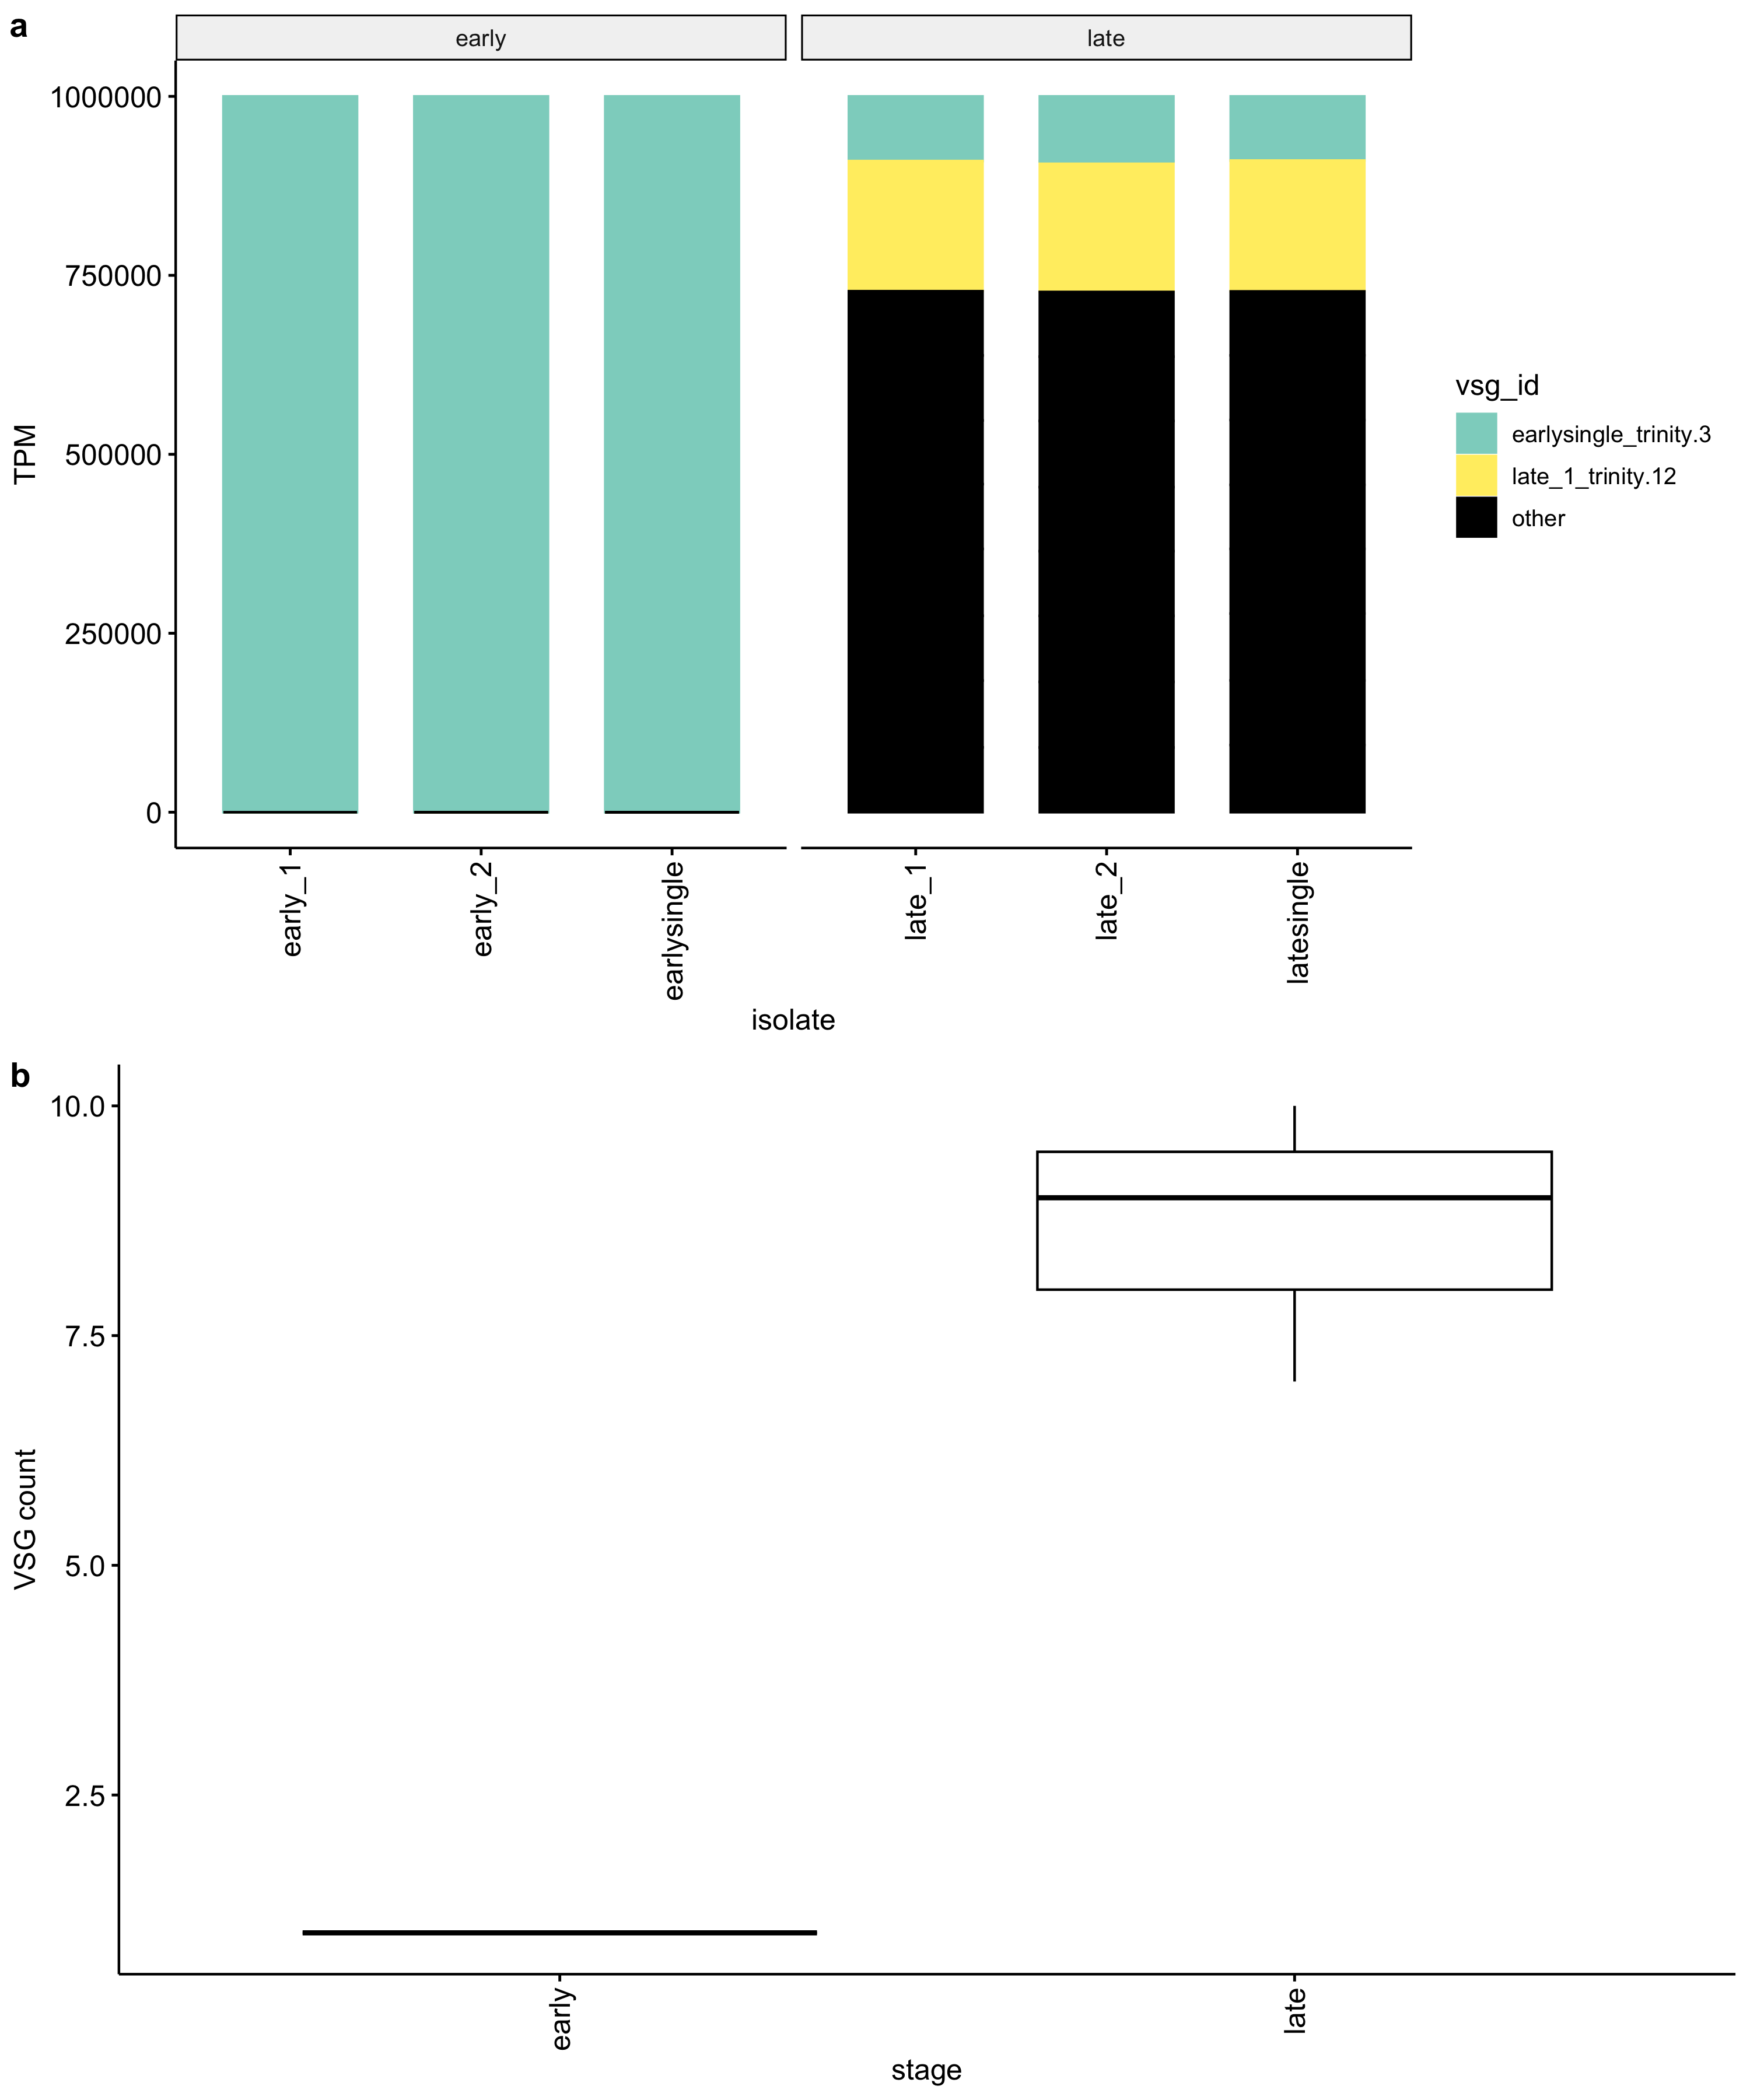 a
early
late
1000000
750000
500000
250000
0
TPM
early_1
early_2
earlysingle
late_1
late_2
latesingle
isolate
vsg_id
earlysingle_trinity.3
late_1_trinity.12
other
b
10.0
7.5
5.0
2.5
VSG count
early
late
stage